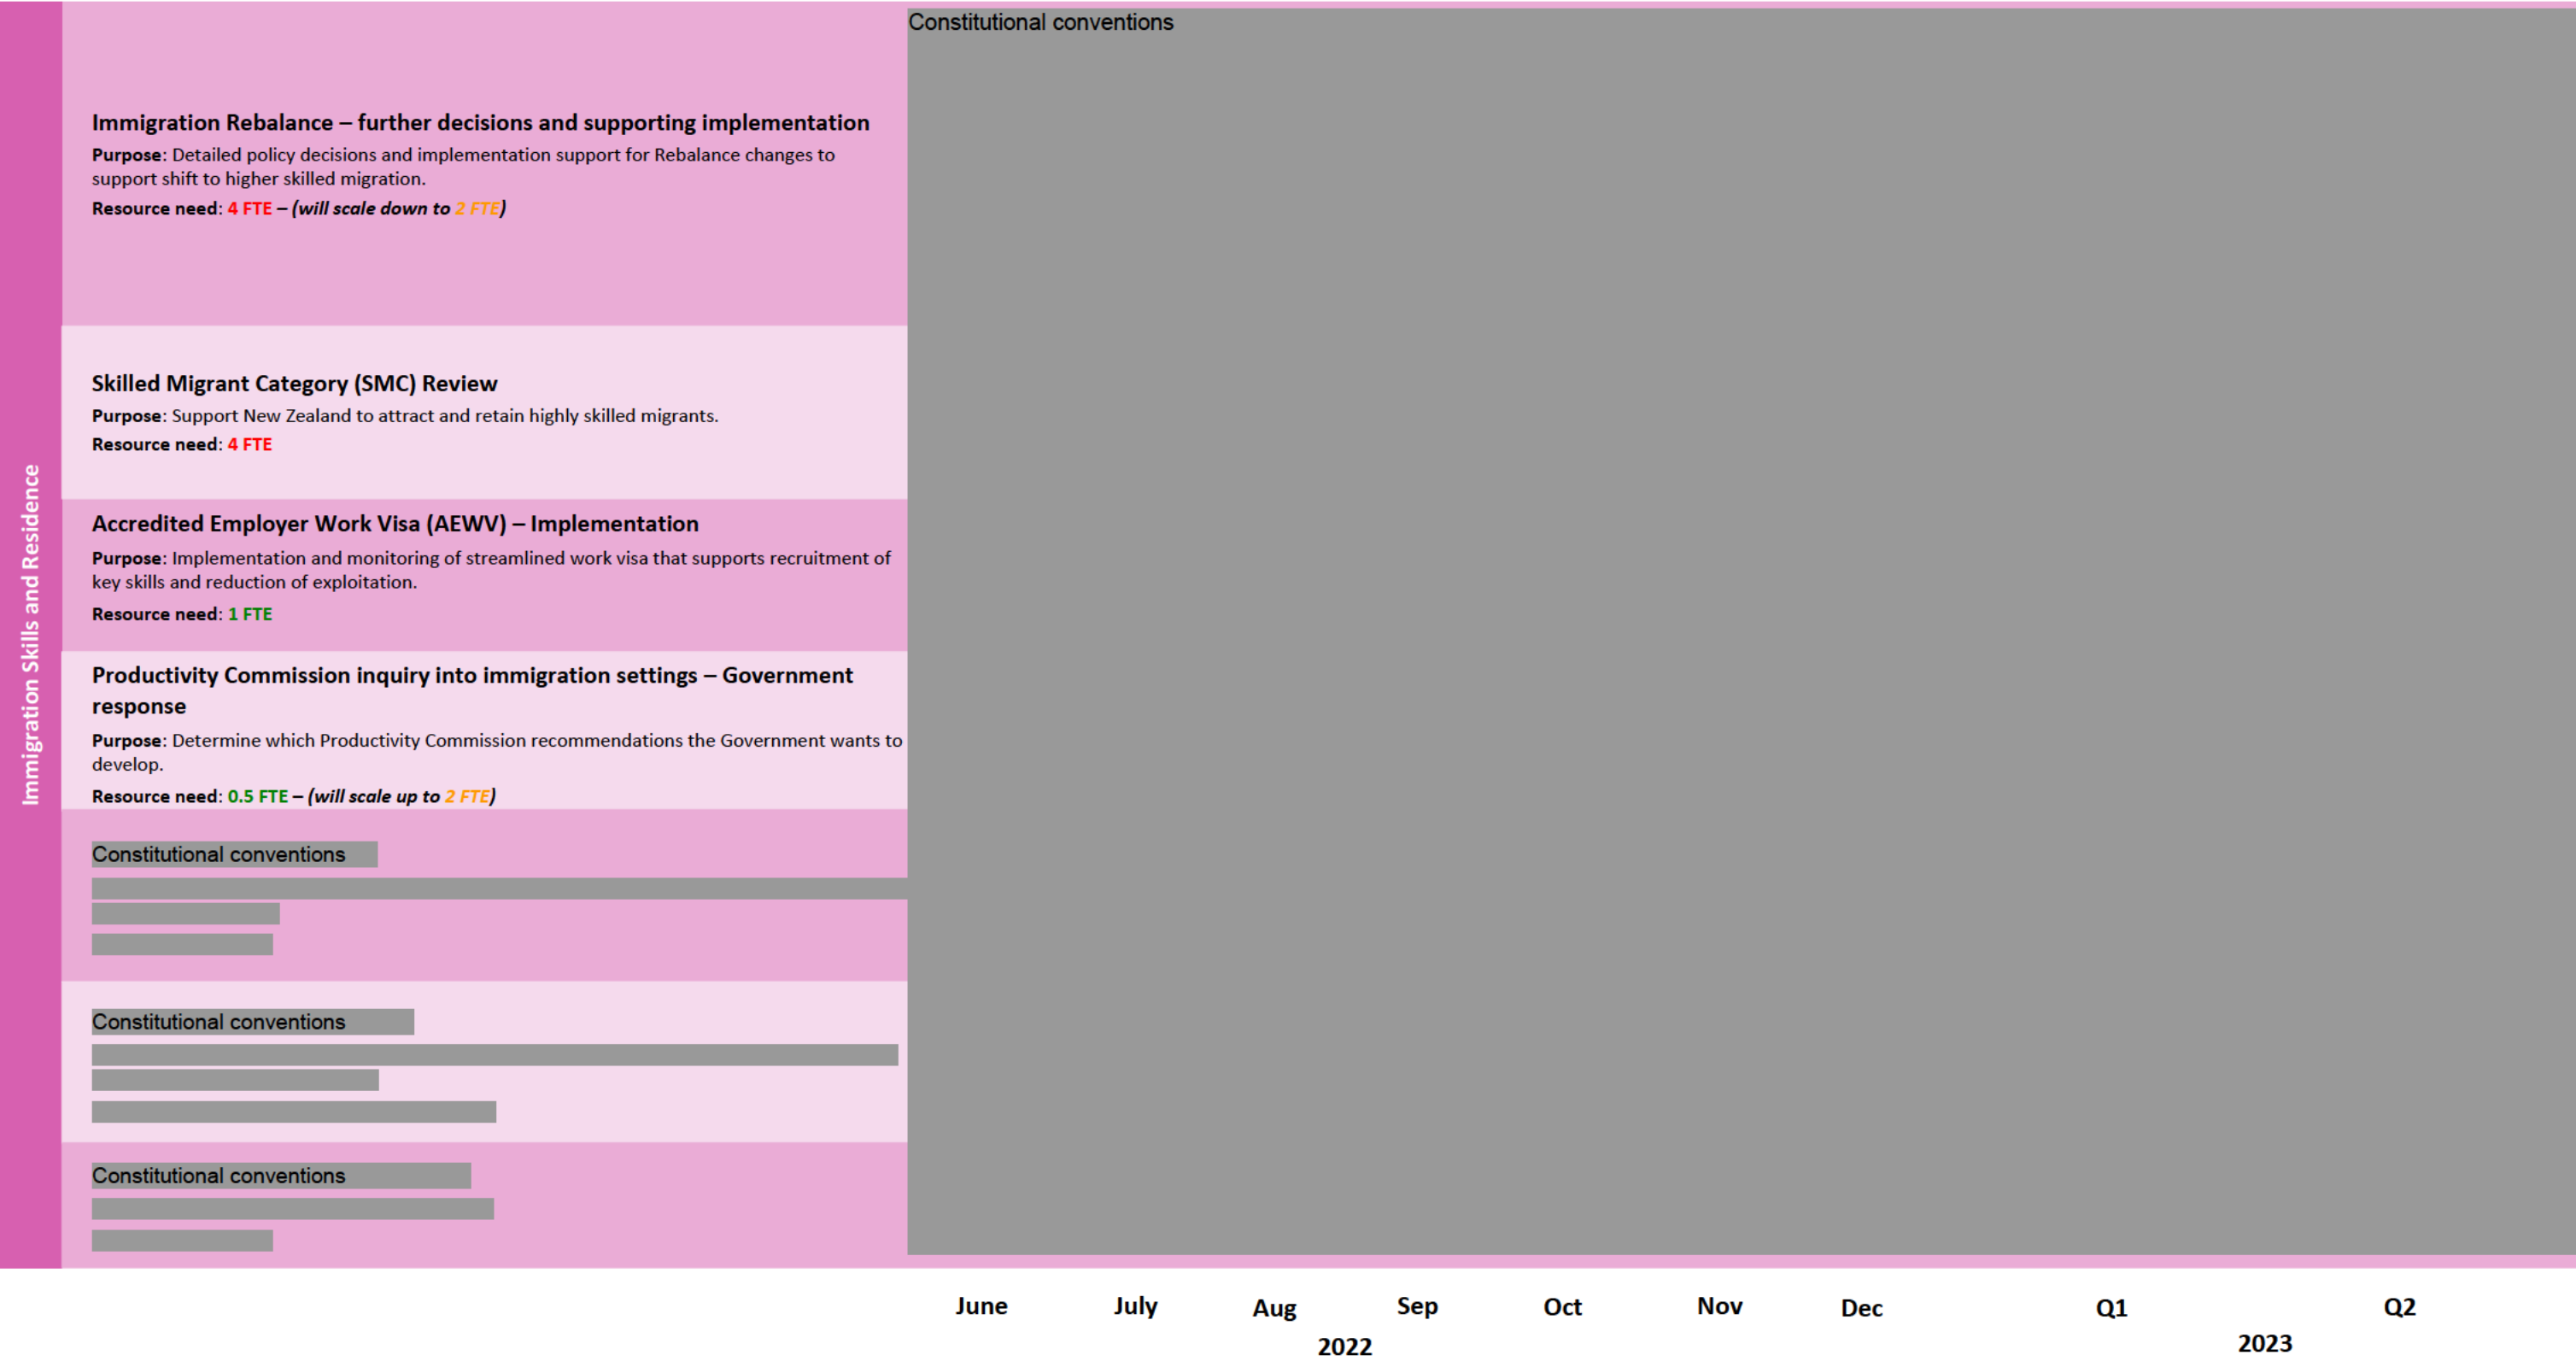 Constitutional conventions
Immigration Skills and Residence
Immigration Rebalance – further decisions and supporting implementation
Purpose: Detailed policy decisions and implementation support for Rebalance changes to
support shift to higher skilled migration.
Resource need: 4 FTE – (will scale down to 2 FTE)
Skilled Migrant Category (SMC) Review
Purpose: Support New Zealand to attract and retain highly skilled migrants.
Resource need: 4 FTE
Accredited Employer Work Visa (AEWV) – Implementation
Purpose: Implementation and monitoring of streamlined work visa that supports recruitment of
key skills and reduction of exploitation.
Resource need: 1 FTE
Productivity Commission inquiry into immigration settings – Government
response
Purpose: Determine which Productivity Commission recommendations the Government wants to
develop.
Resource need: 0.5 FTE – (will scale up to 2 FTE)
Constitutional conventions
Constitutional conventions
Constitutional conventions
June July Aug Sep Oct Nov Dec Q1 Q2
2022 2023